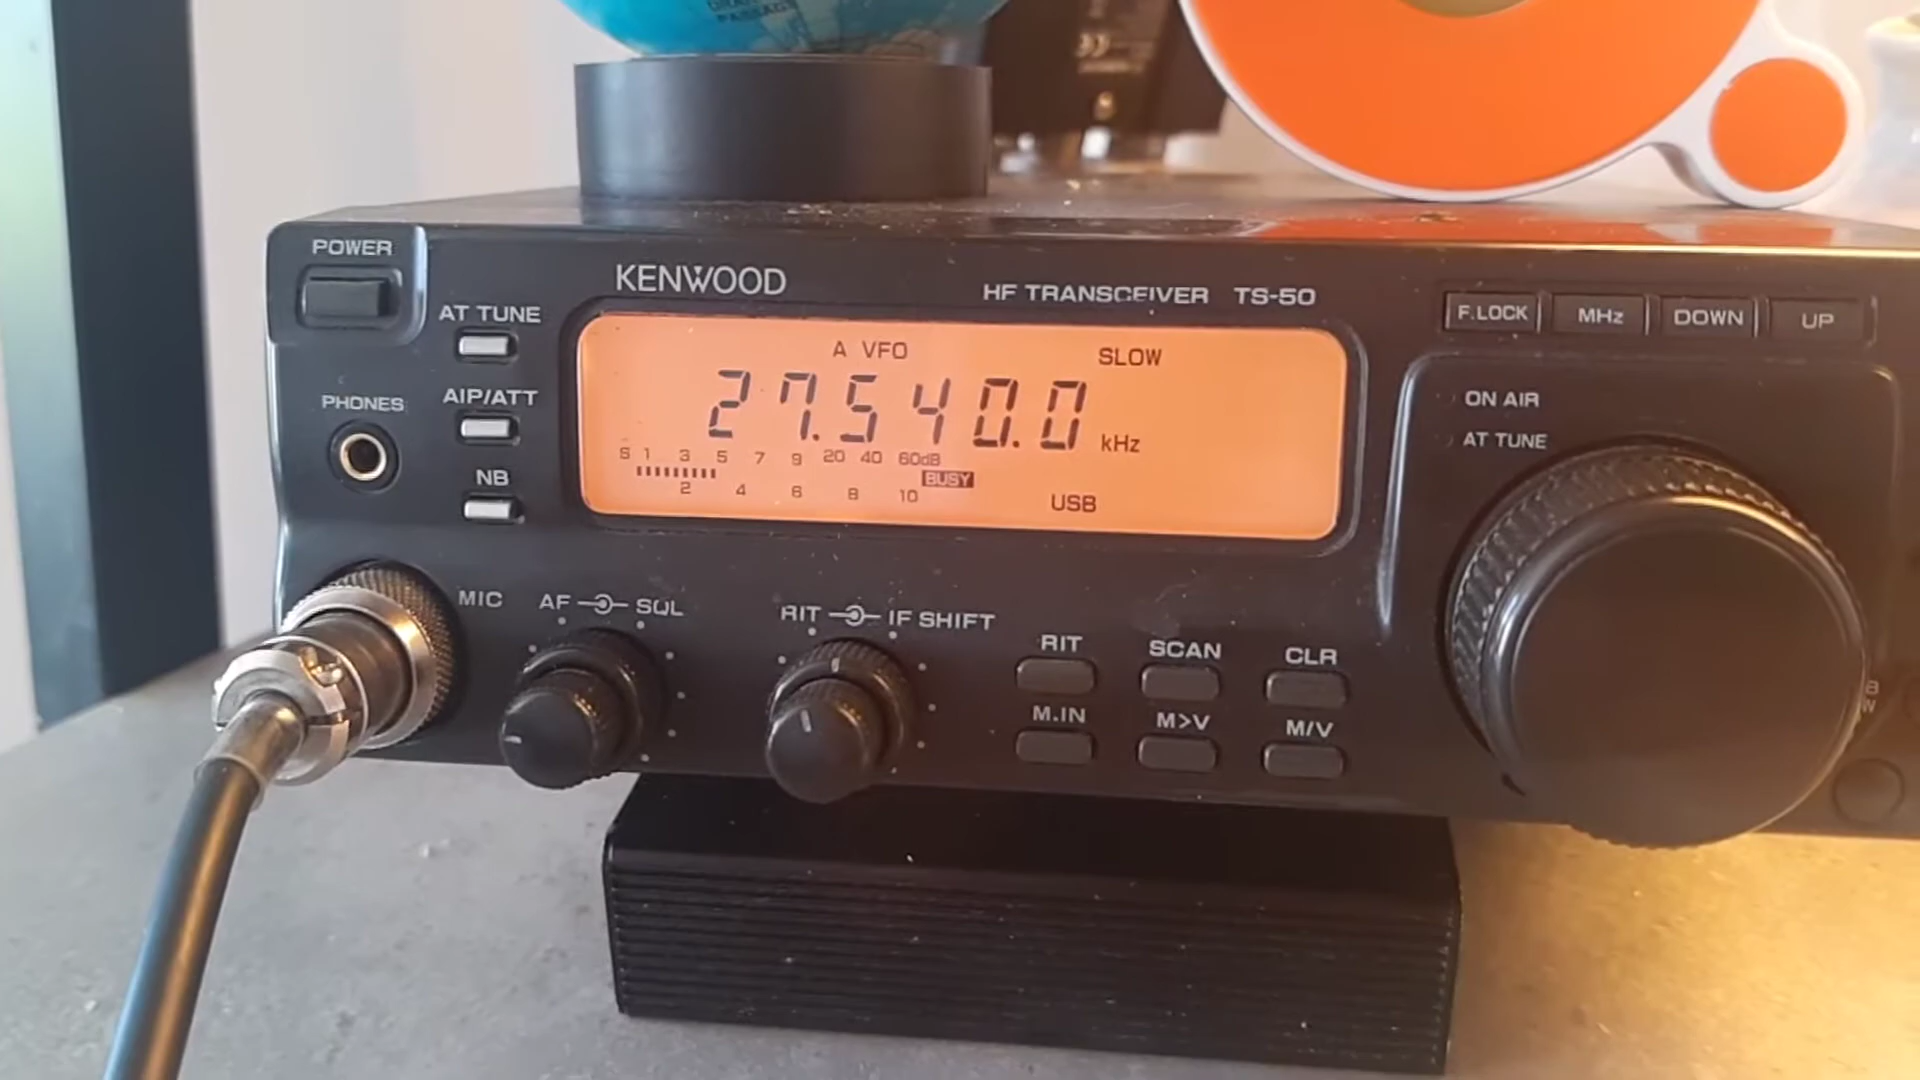 POWER
KENWOOD
HF TRANSCEIVER TS-50
F.LOCK MHz DOWN UP
AT TUNE
A VFO
SLOW
27.540.0 kHz
ON AIR
AT TUNE
PHONES
AIP/ATT
S 1 3 5 7 9 20 40 60dB
BUSY
2 4 6 8 10
USB
NB
MIC
AF SQL
RIT IF SHIFT
RIT SCAN CLR
M.IN M>V M/V